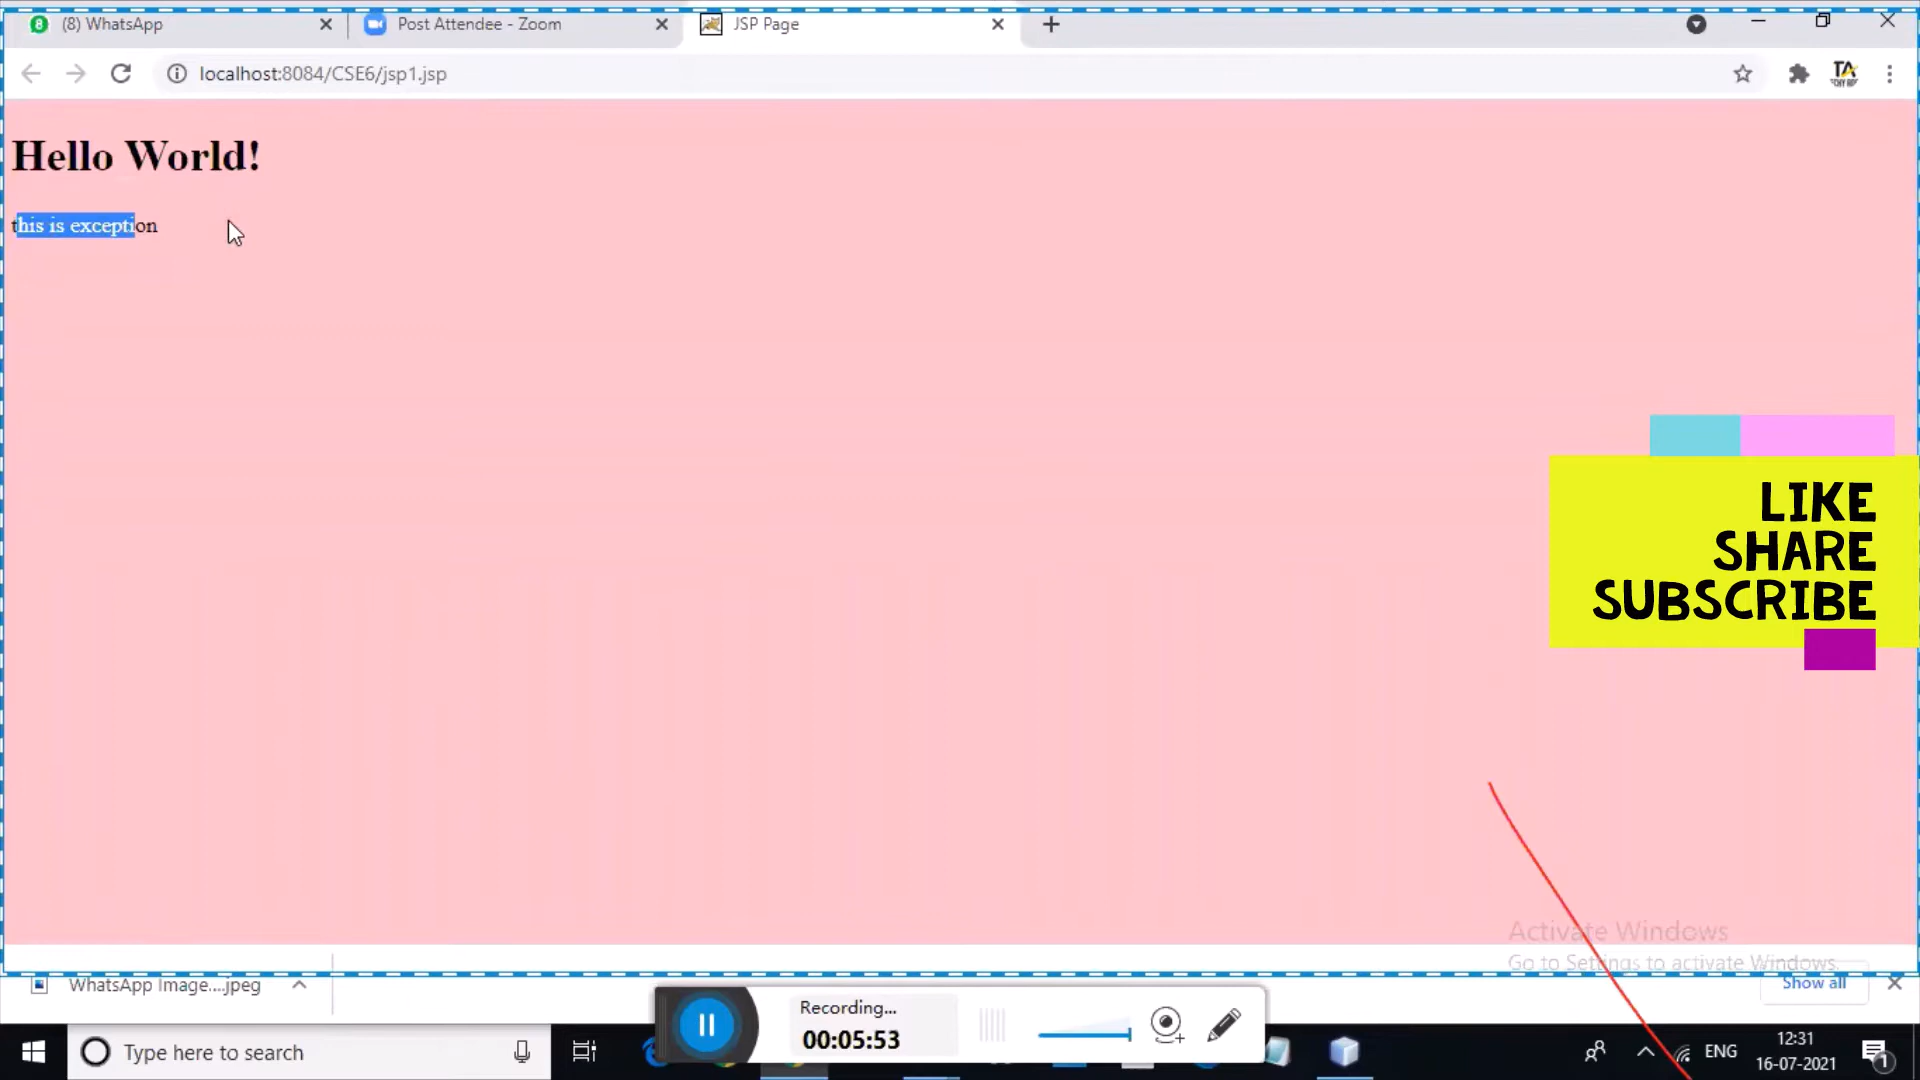 (8) WhatsApp
Post Attendee - Zoom
JSP Page
localhost:8084/CSE6/jsp1.jsp
TA
Hello World!
this is exception
LIKE
SHARE
SUBSCRIBE
Activate Windows
Go to Settings to activate Windows.
WhatsApp Image....jpeg
Show all
Recording...
00:05:53
Type here to search
ENG
12:31
16-07-2021
1